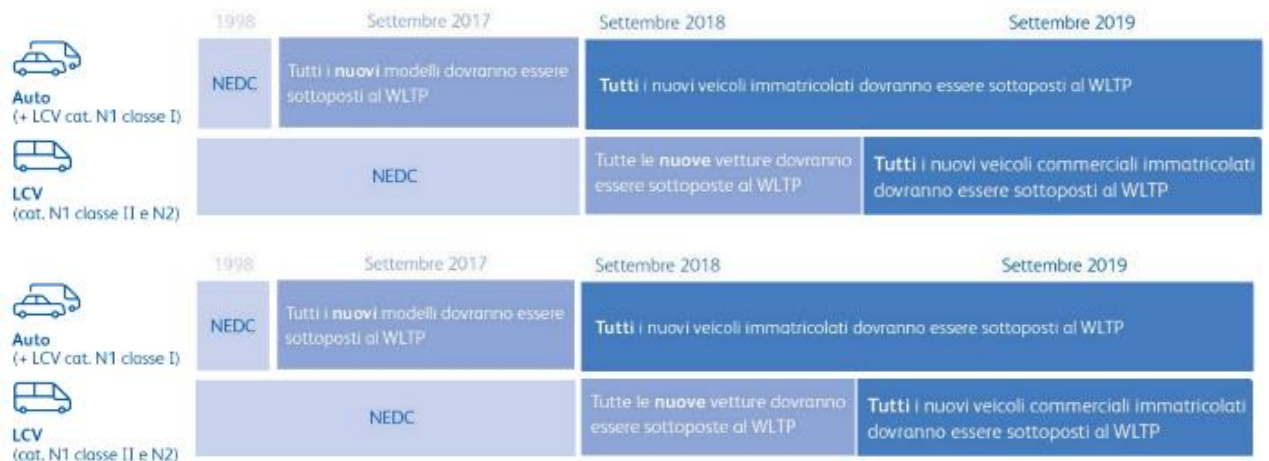 1998 Settembre 2017 Settembre 2018 Settembre 2019
Auto
(+ LCV cat. N1 classe I)
NEDC
Tutti i nuovi modelli dovranno essere
sottoposti al WLTP
Tutti i nuovi veicoli immatricolati dovranno essere sottoposti al WLTP
LCV
(cat. N1 classe II e N2)
NEDC
Tutte le nuove vetture dovranno
essere sottoposte al WLTP
Tutti i nuovi veicoli commerciali immatricolati
dovranno essere sottoposti al WLTP
1998 Settembre 2017 Settembre 2018 Settembre 2019
Auto
(+ LCV cat. N1 classe I)
NEDC
Tutti i nuovi modelli dovranno essere
sottoposti al WLTP
Tutti i nuovi veicoli immatricolati dovranno essere sottoposti al WLTP
LCV
(cat. N1 classe II e N2)
NEDC
Tutte le nuove vetture dovranno
essere sottoposte al WLTP
Tutti i nuovi veicoli commerciali immatricolati
dovranno essere sottoposti al WLTP